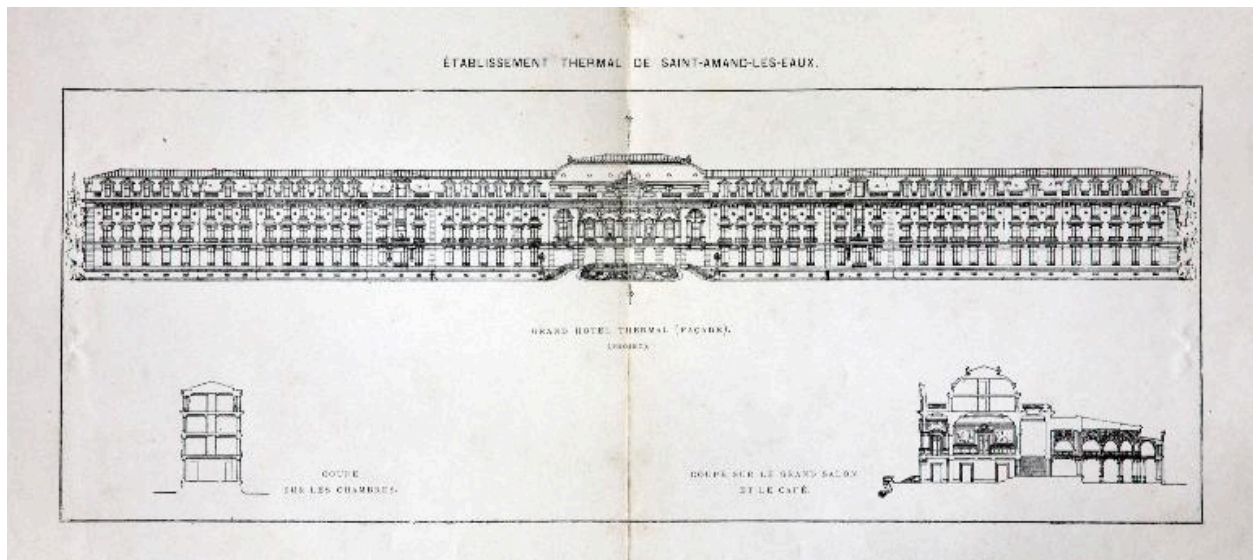 ÉTABLISSEMENT THERMAL DE SAINT-AMAND-LES-EAUX.
GRAND HOTEL THERMAL (FAÇADE).
(PROJET)
COUPE
SUR LES CHAMBRES.
COUPE SUR LE GRAND SALON
ET LE CAFÉ.